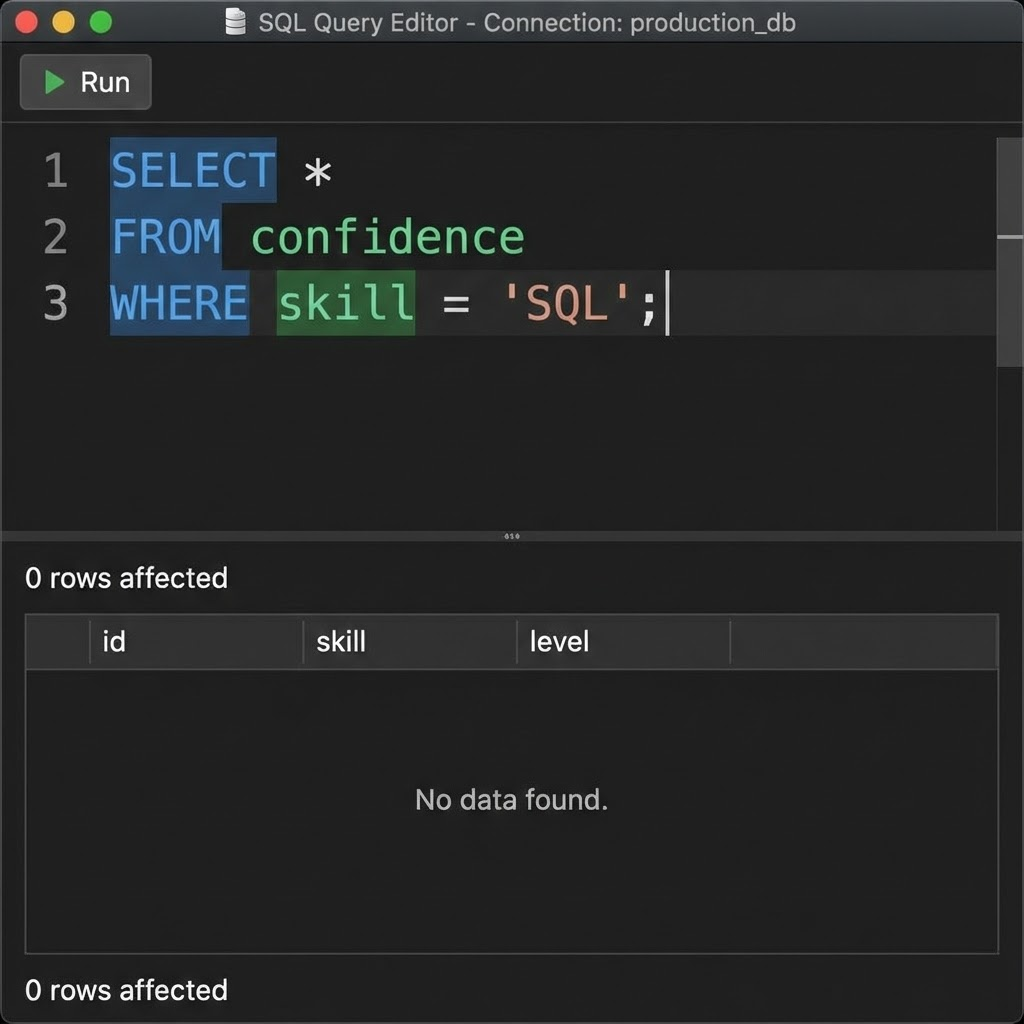 SQL Query Editor - Connection: production_db
Run
1 SELECT *
2 FROM confidence
3 WHERE skill = 'SQL';
0 rows affected
id skill level
No data found.
0 rows affected